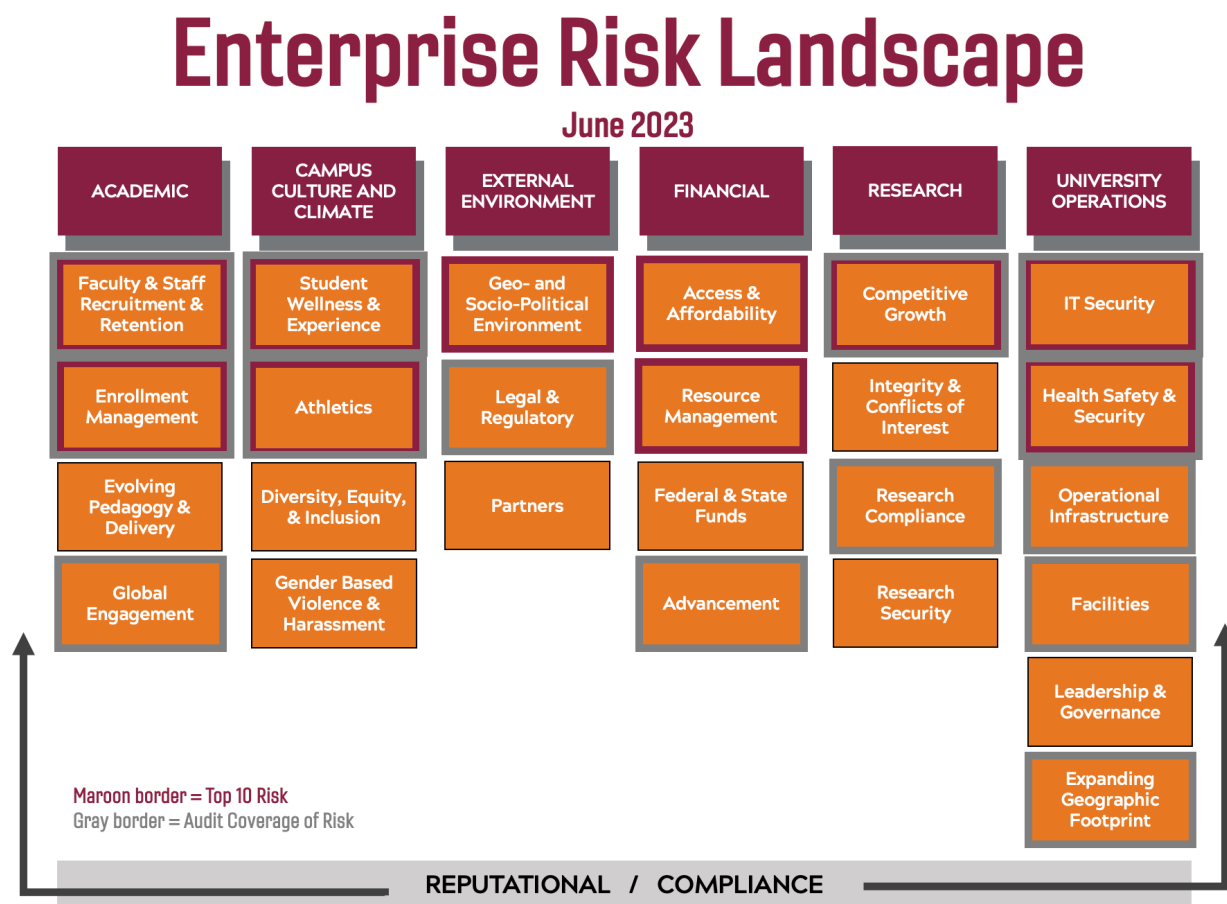 Enterprise Risk Landscape
June 2023
ACADEMIC
Faculty & Staff
Recruitment &
Retention
Enrollment
Management
Evolving
Pedagogy &
Delivery
Global
Engagement
CAMPUS
CULTURE AND
CLIMATE
Student
Wellness &
Experience
Athletics
Diversity, Equity,
& Inclusion
Gender Based
Violence &
Harassment
EXTERNAL
ENVIRONMENT
Geo- and
Socio-Political
Environment
Legal &
Regulatory
Partners
FINANCIAL
Access &
Affordability
Resource
Management
Federal & State
Funds
Advancement
RESEARCH
Competitive
Growth
Integrity &
Conflicts of
Interest
Research
Compliance
Research
Security
UNIVERSITY
OPERATIONS
IT Security
Health Safety &
Security
Operational
Infrastructure
Facilities
Leadership &
Governance
Expanding
Geographic
Footprint
Maroon border = Top 10 Risk
Gray border = Audit Coverage of Risk
REPUTATIONAL / COMPLIANCE